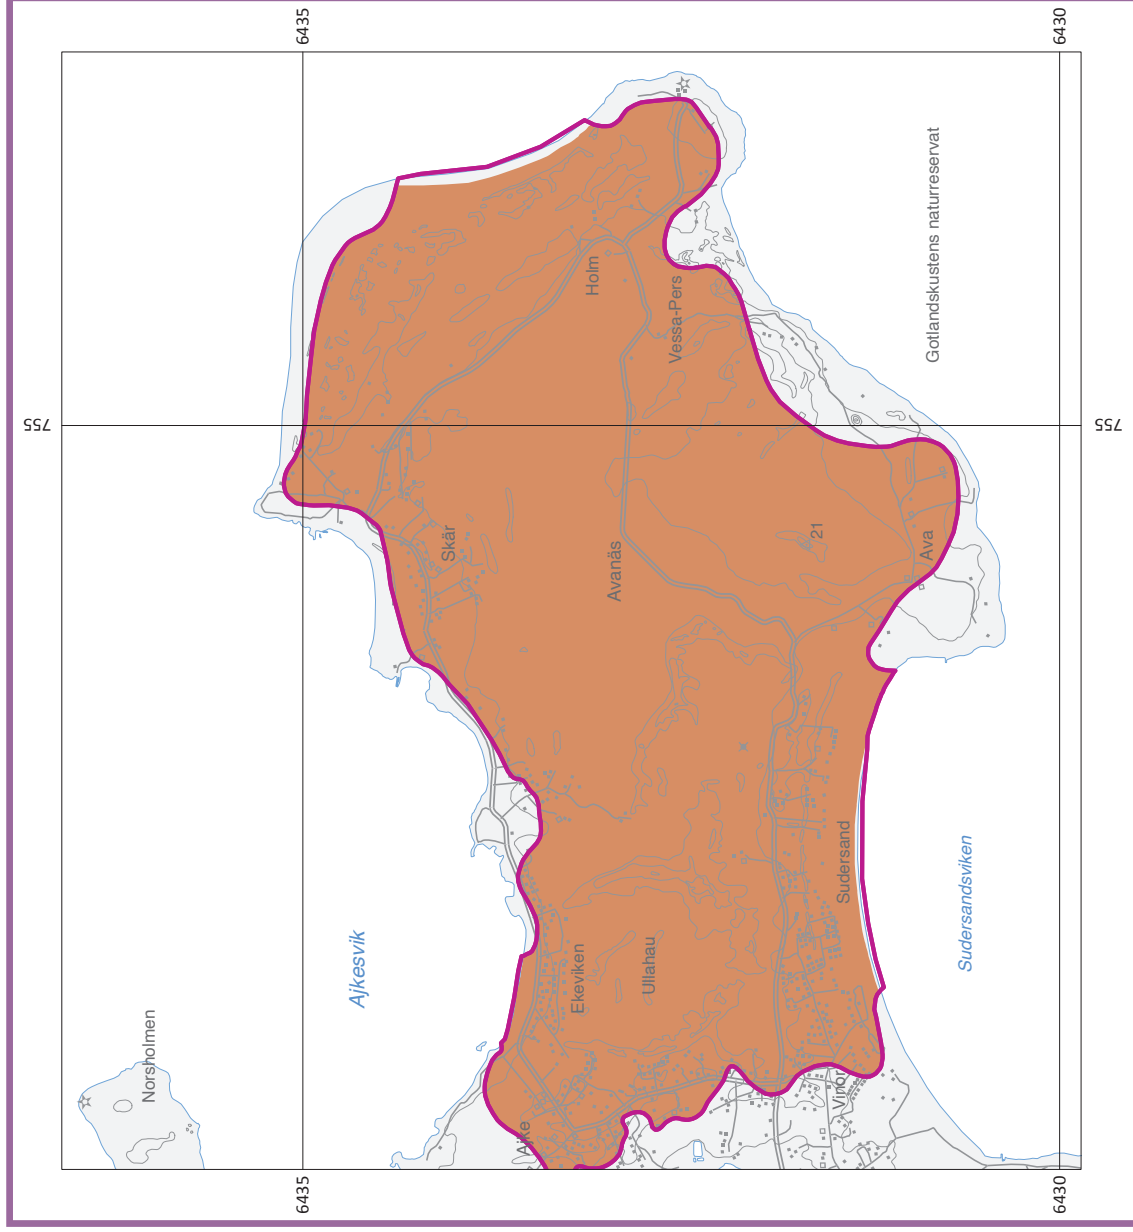 6435
6430
755
755
Holm
Vessa-Pers
Gotlandskustens naturreservat
Skär
Avanäs
21
Ava
Sudersand
Sudersandsviken
Ajkesvik
Ekeviken
Ullahau
Norsholmen
Ajke
Vinor
6435
6430